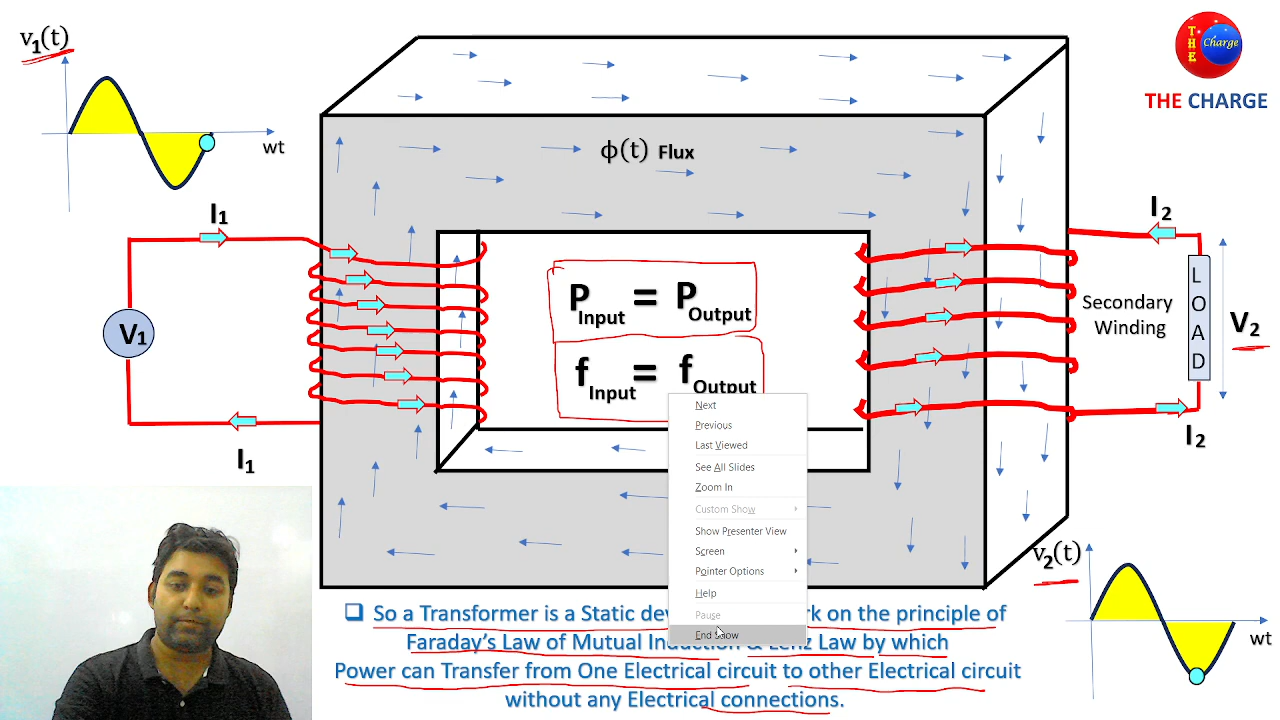 v1(t)
wt
THE
Charge
THE CHARGE
ϕ(t) Flux
I1
V1
I1
PInput = POutput
fInput = fOutput
Secondary
Winding
I2
LOAD
V2
I2
Next
Previous
Last Viewed
See All Slides
Zoom In
Custom Show
Show Presenter View
Screen
Pointer Options
Help
Pause
End Show
v2(t)
wt
So a Transformer is a Static dev rk on the principle of
Faraday's Law of Mutual Induction & Lenz Law by which
Power can Transfer from One Electrical circuit to other Electrical circuit
without any Electrical connections.